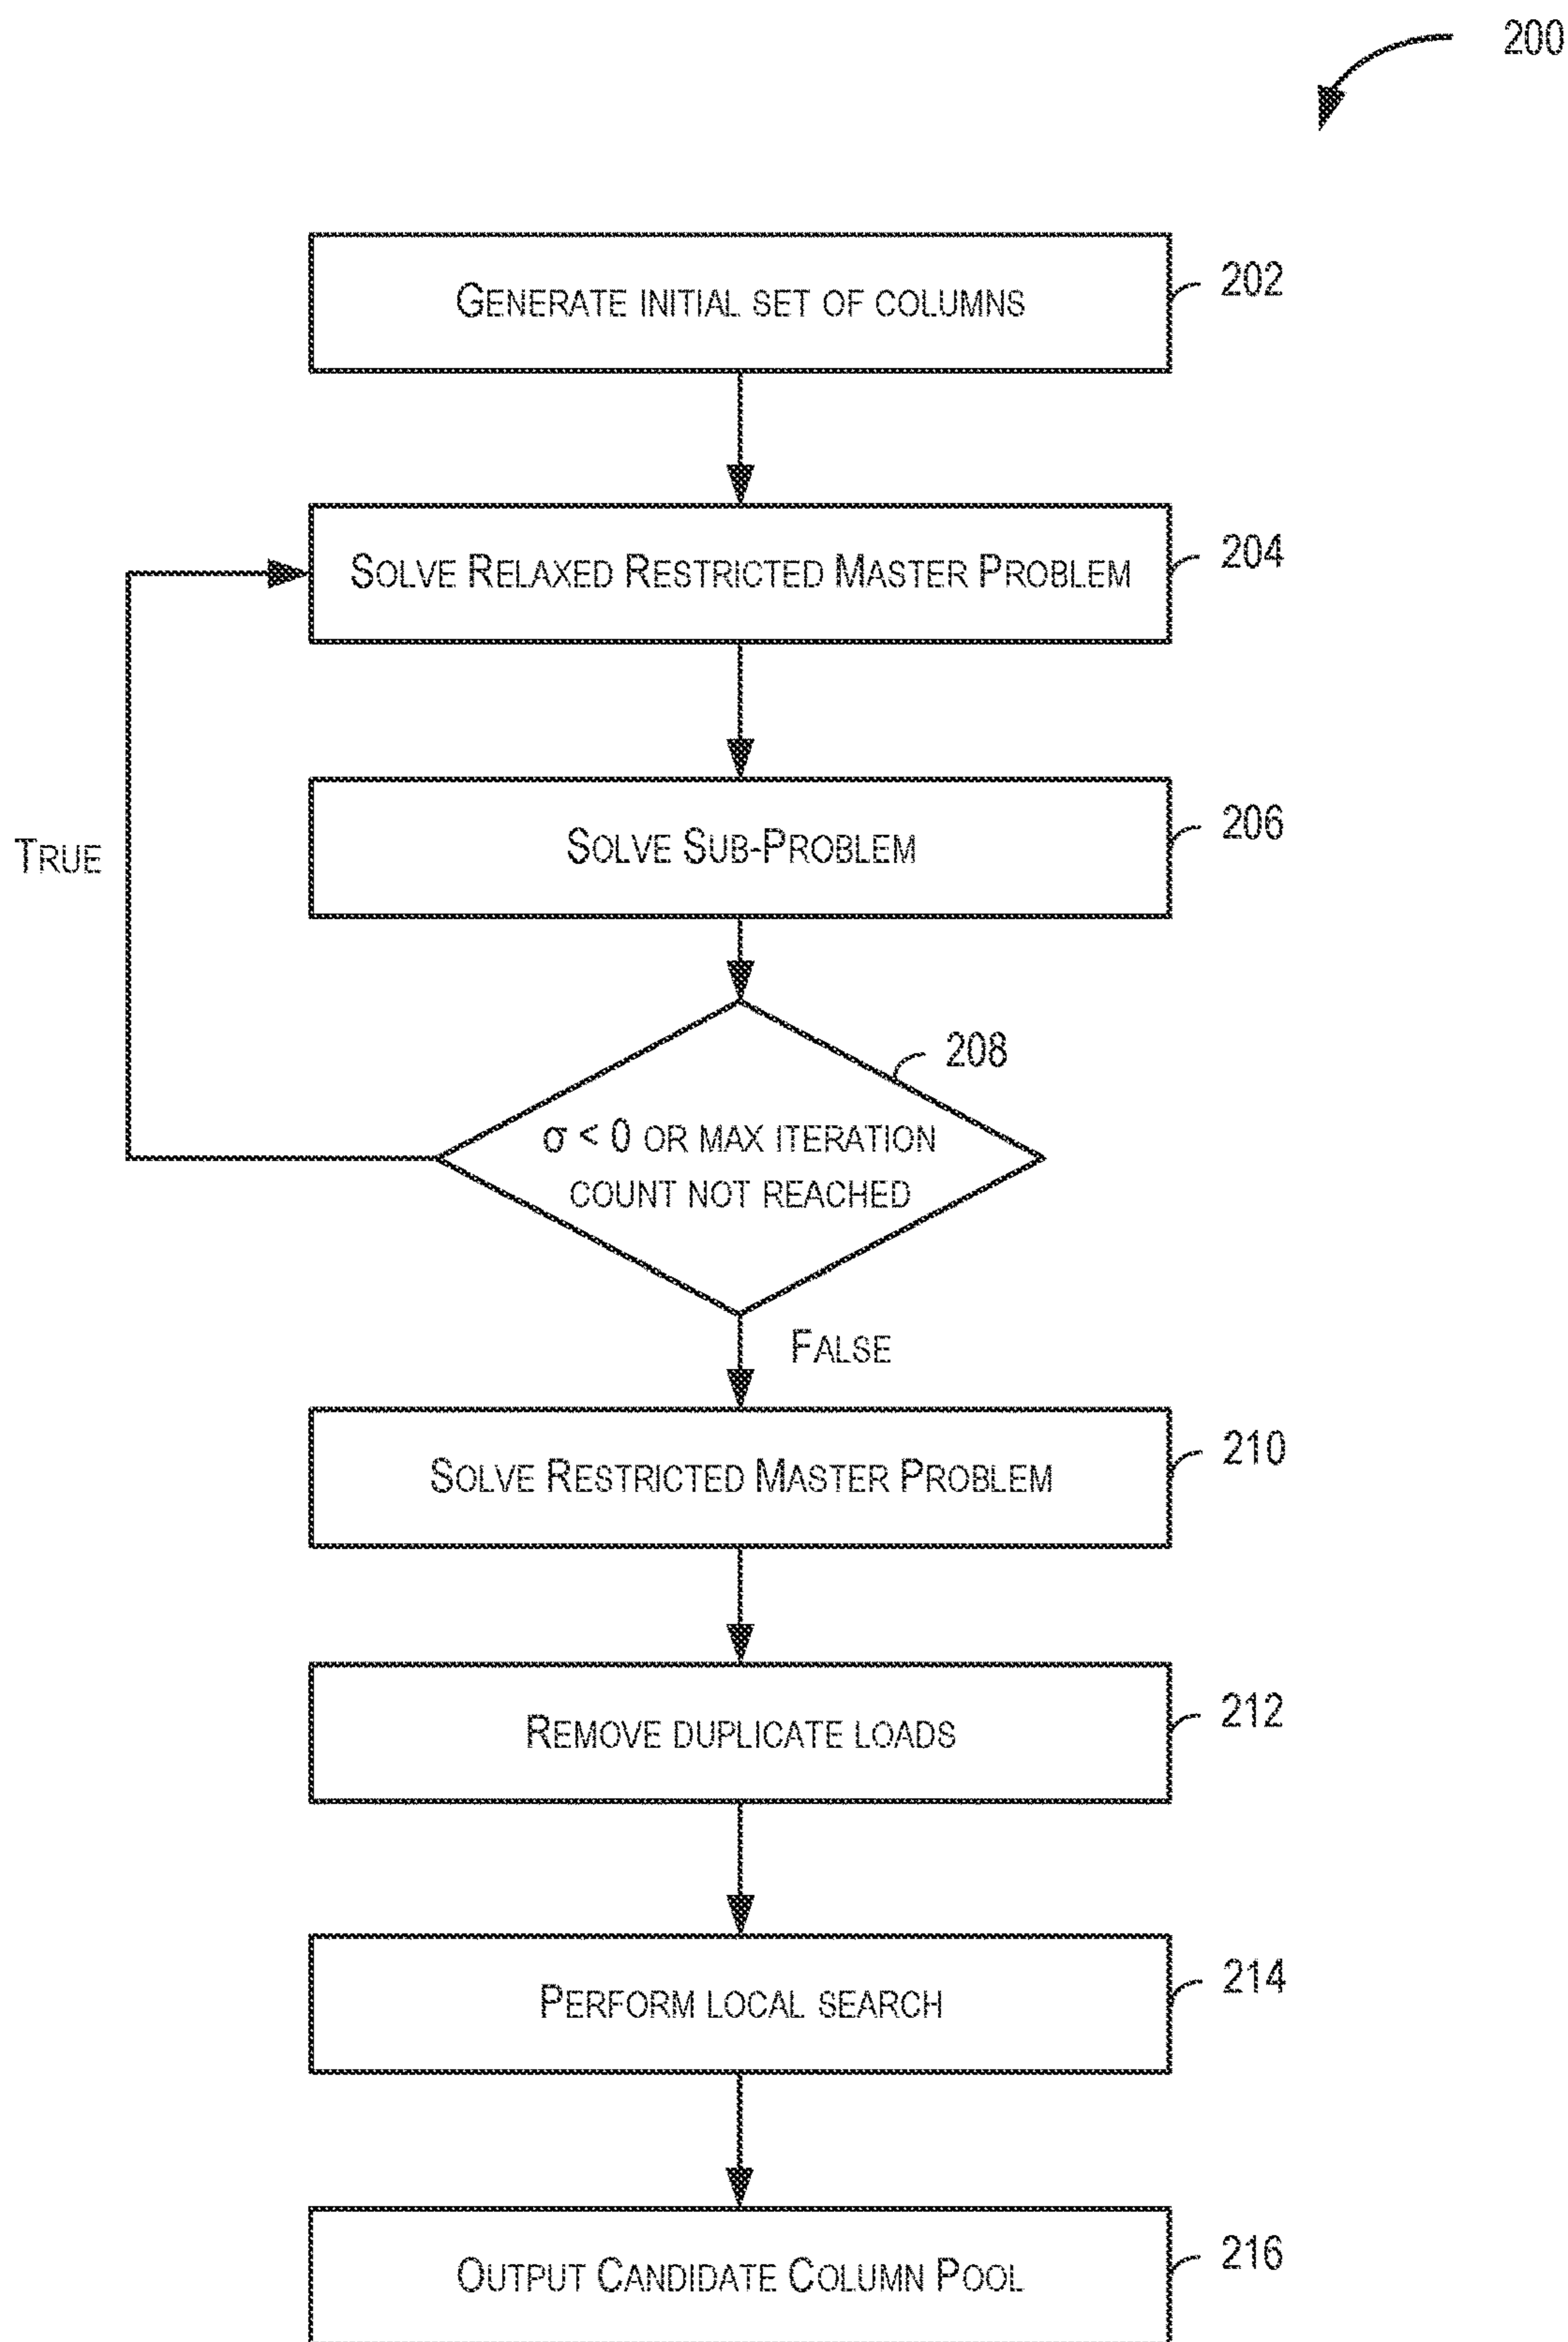 200
GENERATE INITIAL SET OF COLUMNS
202
SOLVE RELAXED RESTRICTED MASTER PROBLEM
204
SOLVE SUB-PROBLEM
206
TRUE
208
σ < 0 OR MAX ITERATION
COUNT NOT REACHED
FALSE
SOLVE RESTRICTED MASTER PROBLEM
210
REMOVE DUPLICATE LOADS
212
PERFORM LOCAL SEARCH
214
OUTPUT CANDIDATE COLUMN POOL
216